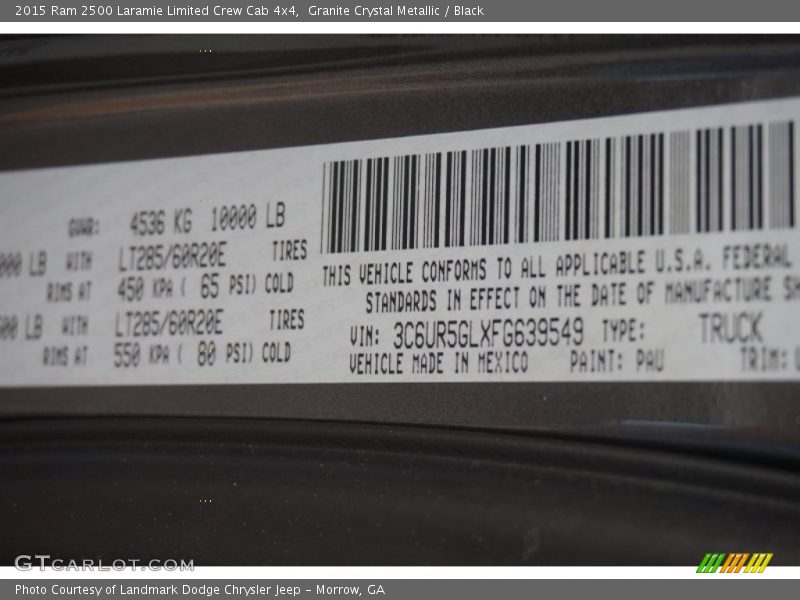 2015 Ram 2500 Laramie Limited Crew Cab 4x4, Granite Crystal Metallic / Black
GVWR: 4536 KG 10000 LB
LB WITH LT285/60R20E TIRES
RIMS AT 450 KPA ( 65 PSI) COLD
LB WITH LT285/60R20E TIRES
RIMS AT 550 KPA ( 80 PSI) COLD
THIS VEHICLE CONFORMS TO ALL APPLICABLE U.S.A. FEDERAL
STANDARDS IN EFFECT ON THE DATE OF MANUFACTURE
VIN: 3C6UR5GLXFG639549 TYPE: TRUCK
VEHICLE MADE IN MEXICO PAINT: PAU TRIM:
GTCARLOT.COM
Photo Courtesy of Landmark Dodge Chrysler Jeep – Morrow, GA